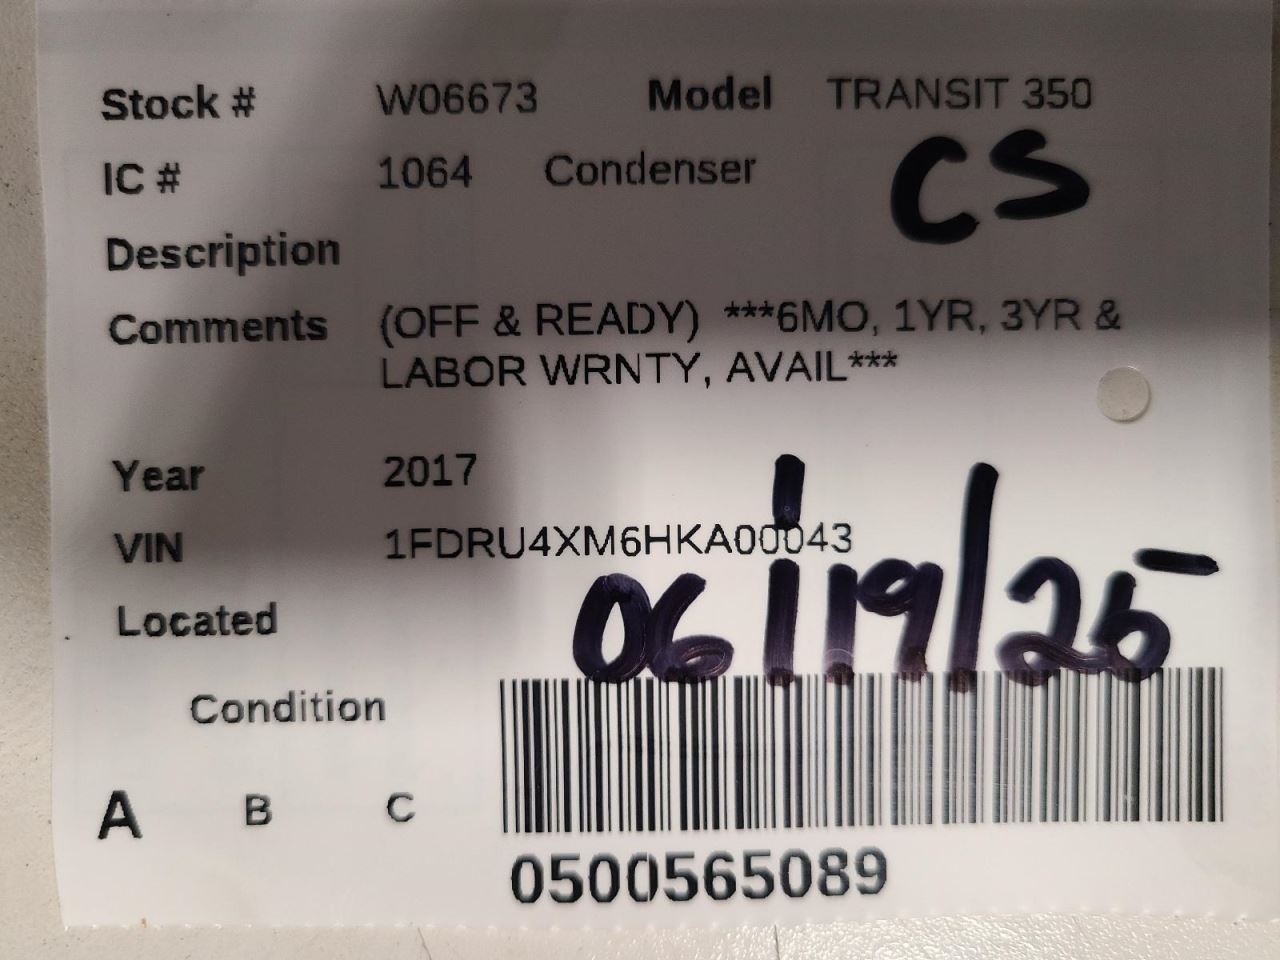 Stock # W06673 Model TRANSIT 350
IC # 1064 Condenser
CS
Description
Comments (OFF & READY) ***6MO, 1YR, 3YR &
LABOR WRNTY, AVAIL***
Year 2017
VIN 1FDRU4XM6HKA00043
06/19/25
Located
Condition
A B C
0500565089